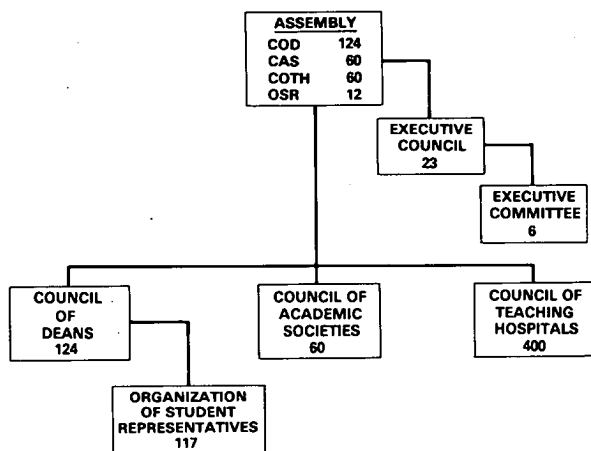 ASSEMBLY
COD 124
CAS 60
COTH 60
OSR 12
EXECUTIVE
COUNCIL
23
EXECUTIVE
COMMITTEE
6
COUNCIL
OF
DEANS
124
COUNCIL OF
ACADEMIC
SOCIETIES
60
COUNCIL OF
TEACHING
HOSPITALS
400
ORGANIZATION
OF STUDENT
REPRESENTATIVES
117